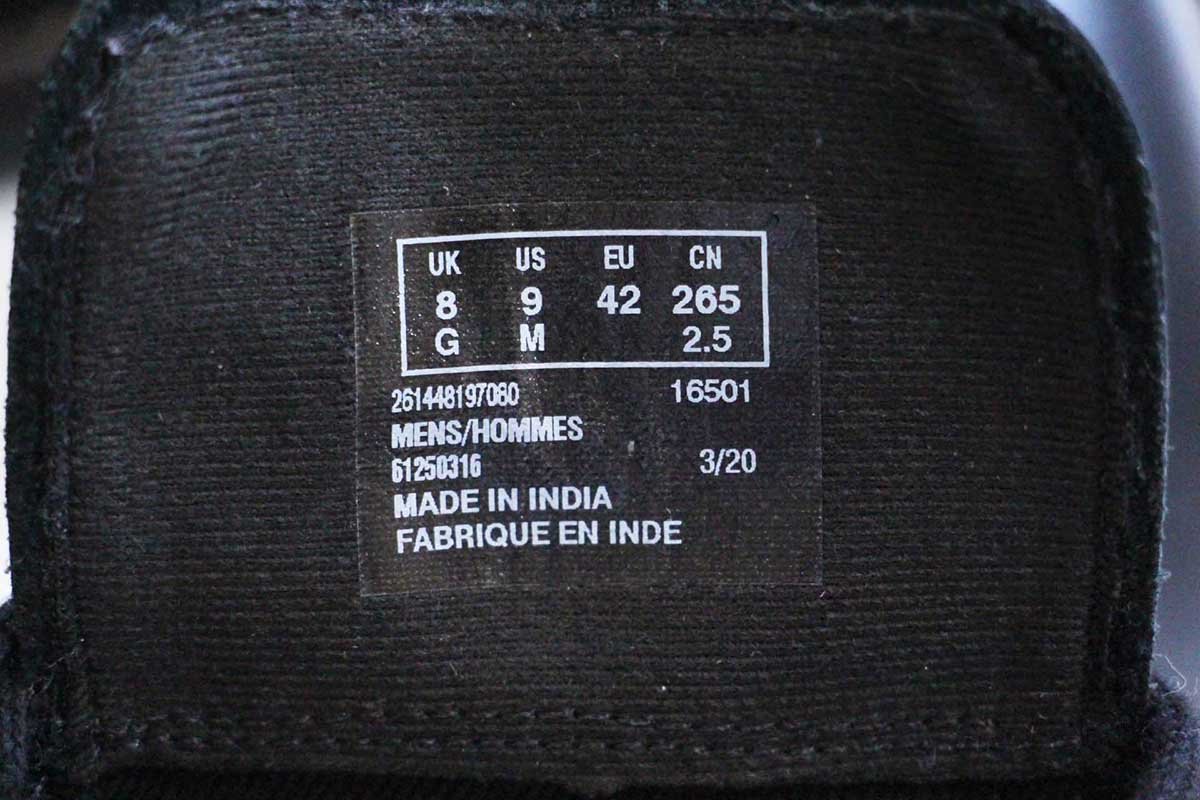 UK US EU CN
8 9 42 265
G M 2.5
261448197080 16501
MENS/HOMMES
61250316 3/20
MADE IN INDIA
FABRIQUE EN INDE